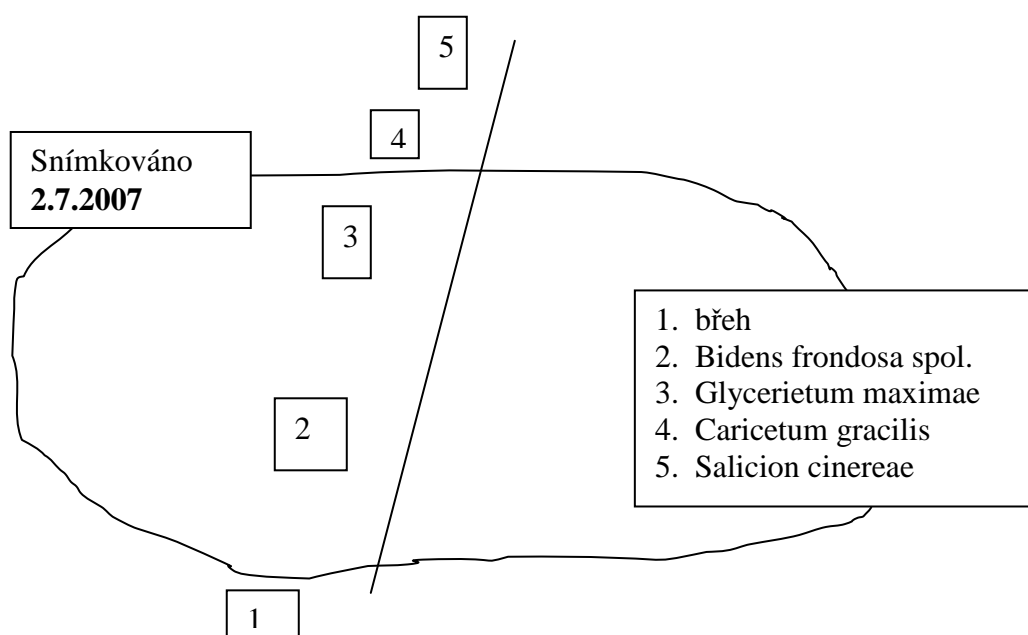 5
4
Snímkováno
2.7.2007
3
1. břeh
2. Bidens frondosa spol.
3. Glycerietum maximae
4. Caricetum gracilis
5. Salicion cinereae
2
1